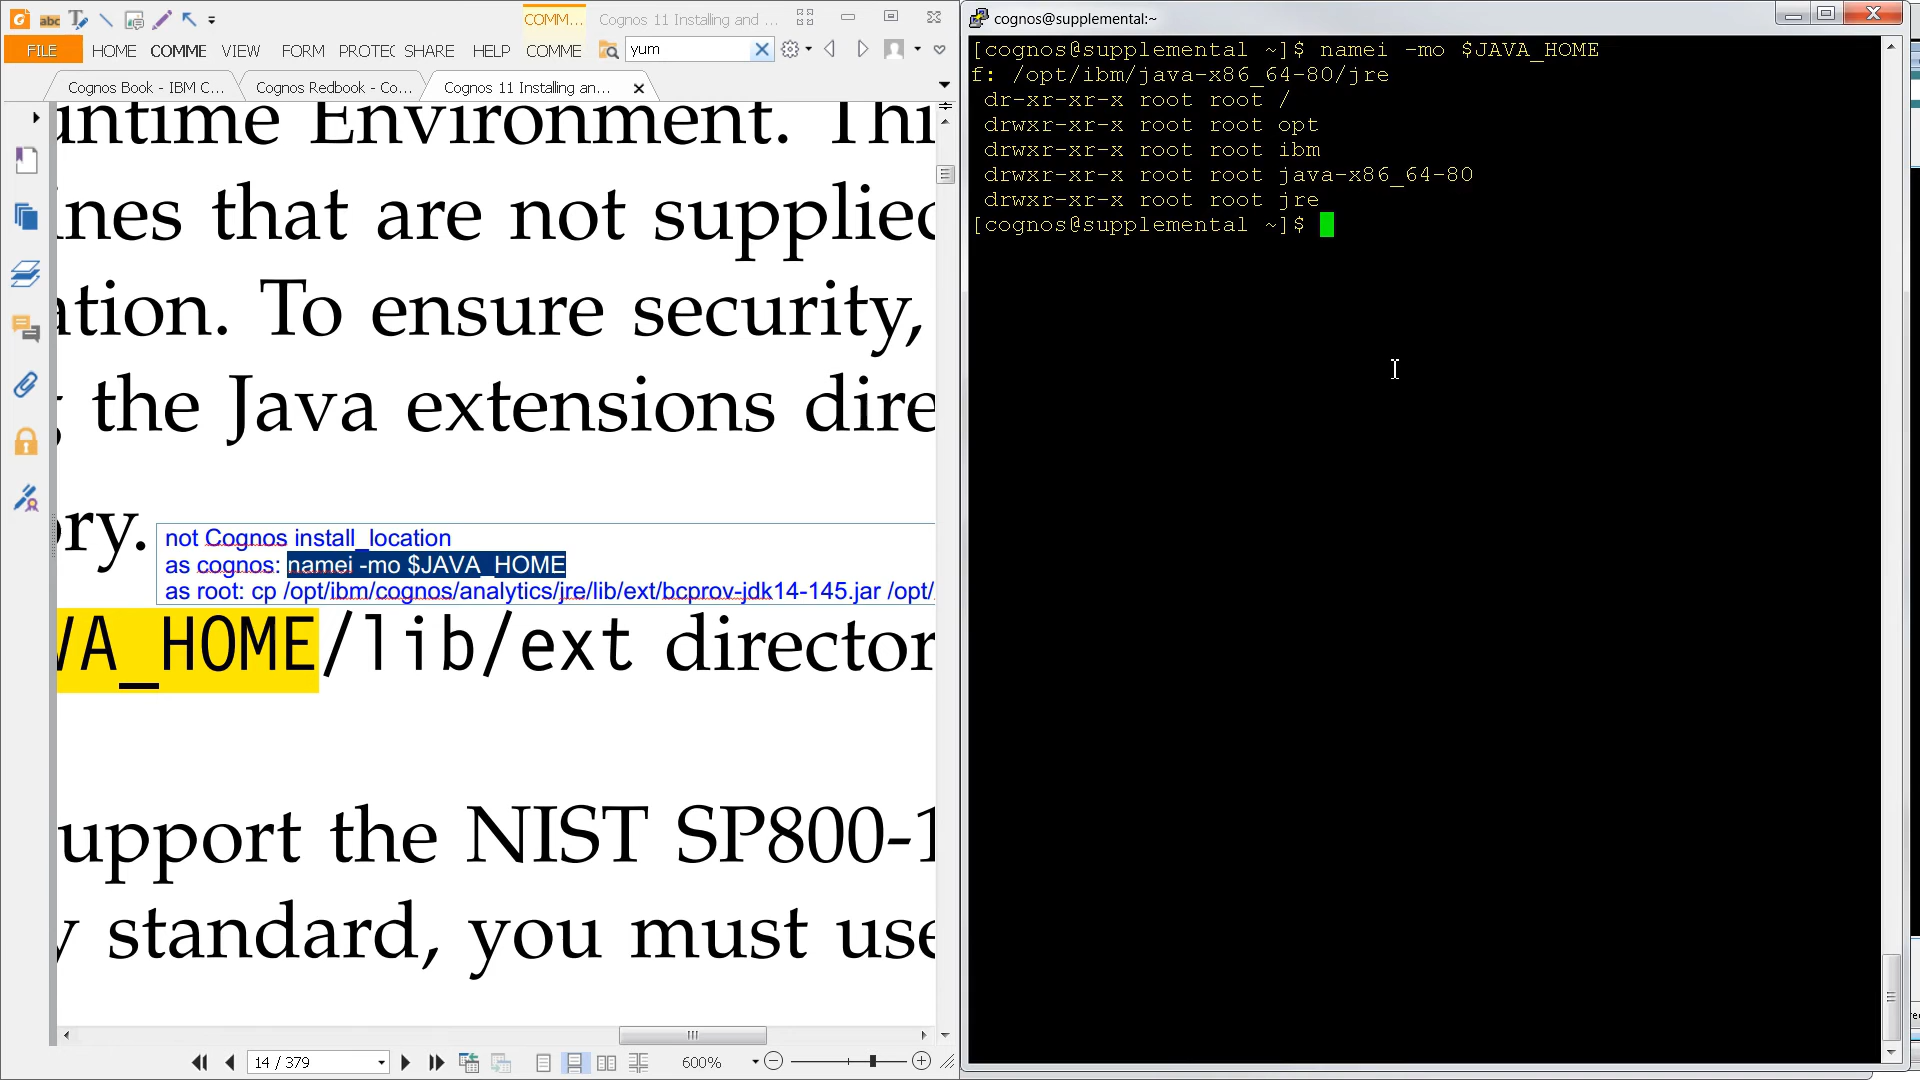 COMM...
Cognos 11 Installing and ...
FILE
HOME
COMME
VIEW
FORM
PROTEC
SHARE
HELP
COMME
yum
Cognos Book - IBM C...
Cognos Redbook - Co...
Cognos 11 Installing an...
untime Environment. Thi
ines that are not supplied
ation. To ensure security,
the Java extensions dire
ory.
not Cognos install_location
as cognos: namei -mo $JAVA_HOME
as root: cp /opt/ibm/cognos/analytics/jre/lib/ext/bcprov-jdk14-145.jar /opt/
VA_HOME/lib/ext director
upport the NIST SP800-1
y standard, you must use
14 / 379
600%
cognos@supplemental:~
[cognos@supplemental ~]$ namei -mo $JAVA_HOME
f: /opt/ibm/java-x86_64-80/jre
dr-xr-xr-x root root /
drwxr-xr-x root root opt
drwxr-xr-x root root ibm
drwxr-xr-x root root java-x86_64-80
drwxr-xr-x root root jre
[cognos@supplemental ~]$